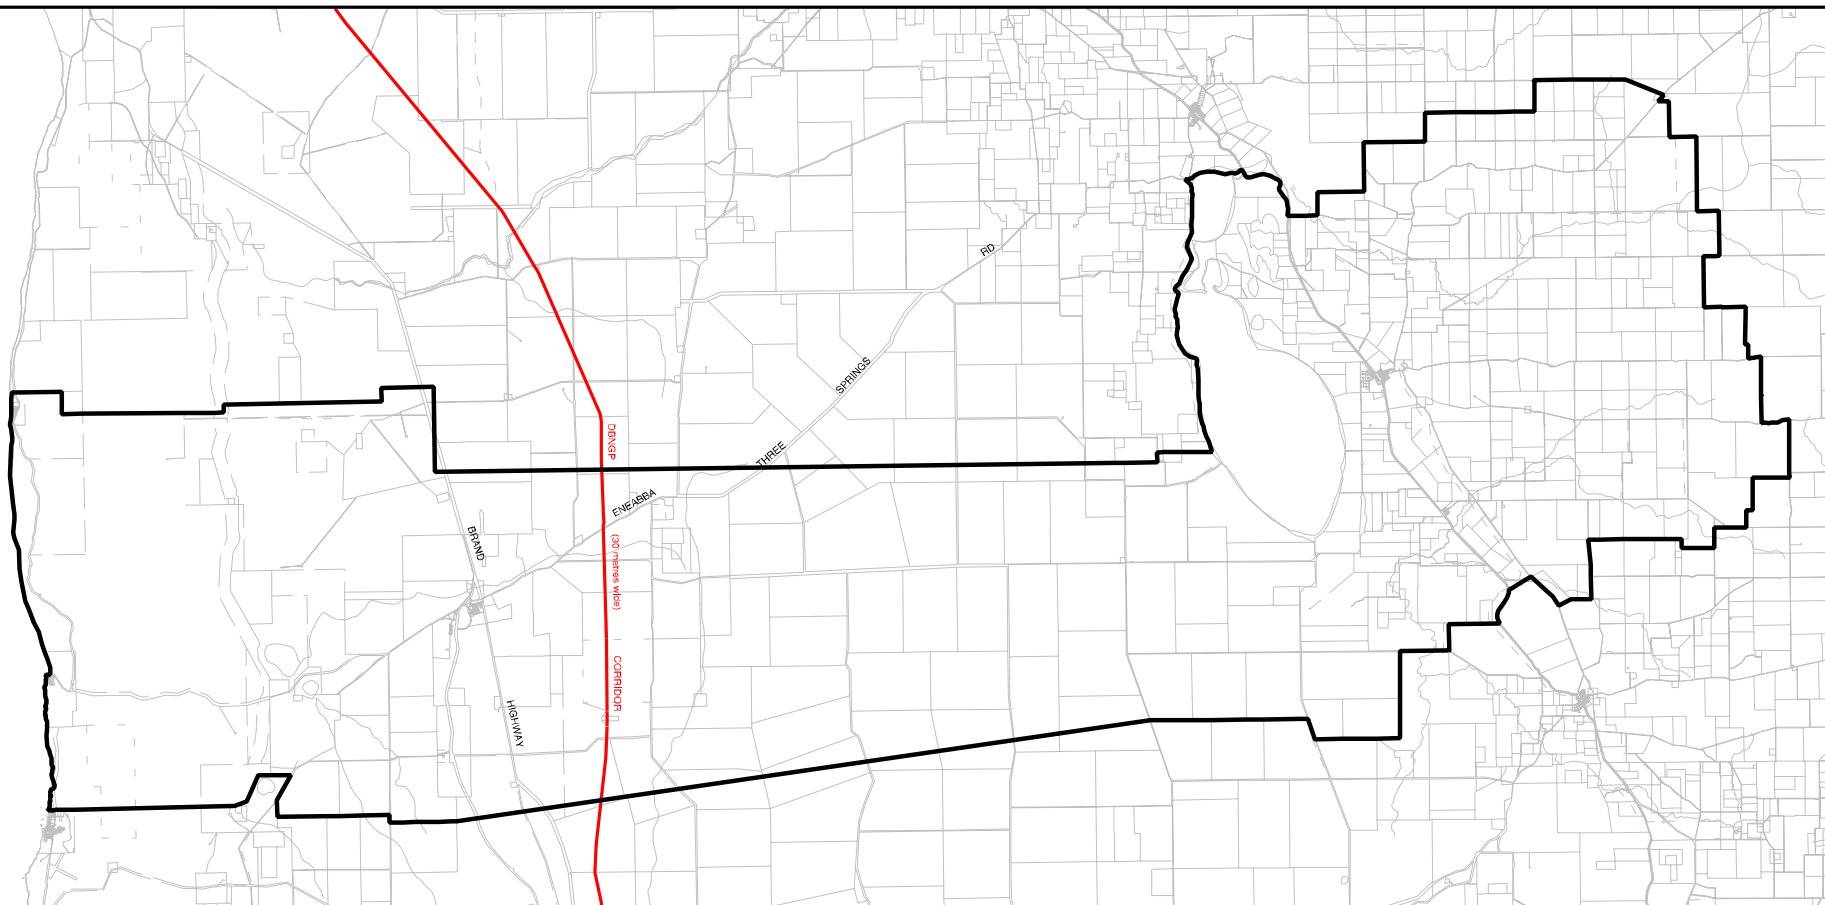 RD
SPRINGS
THREE
ENEABBA
DBNGP
(30 metres wide)
CORRIDOR
BRAND
HIGHWAY